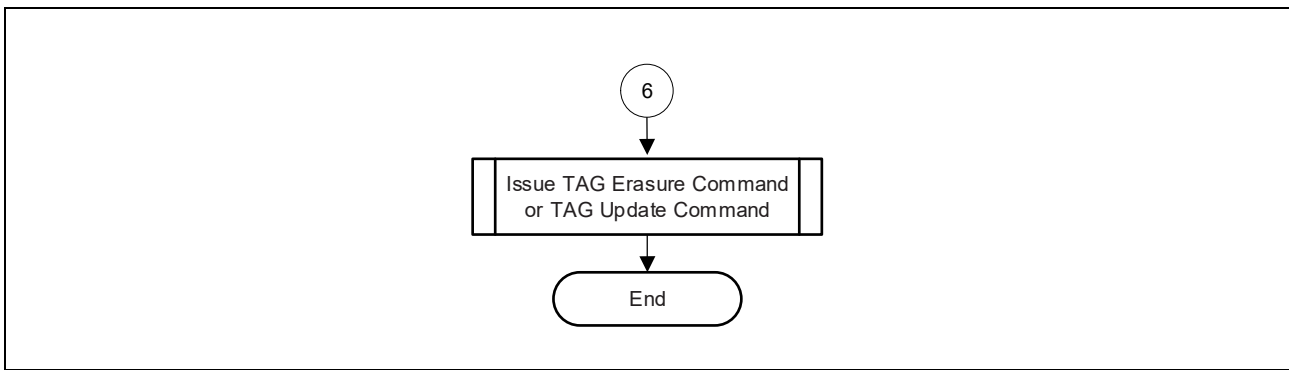 6
Issue TAG Erasure Command
or TAG Update Command
End